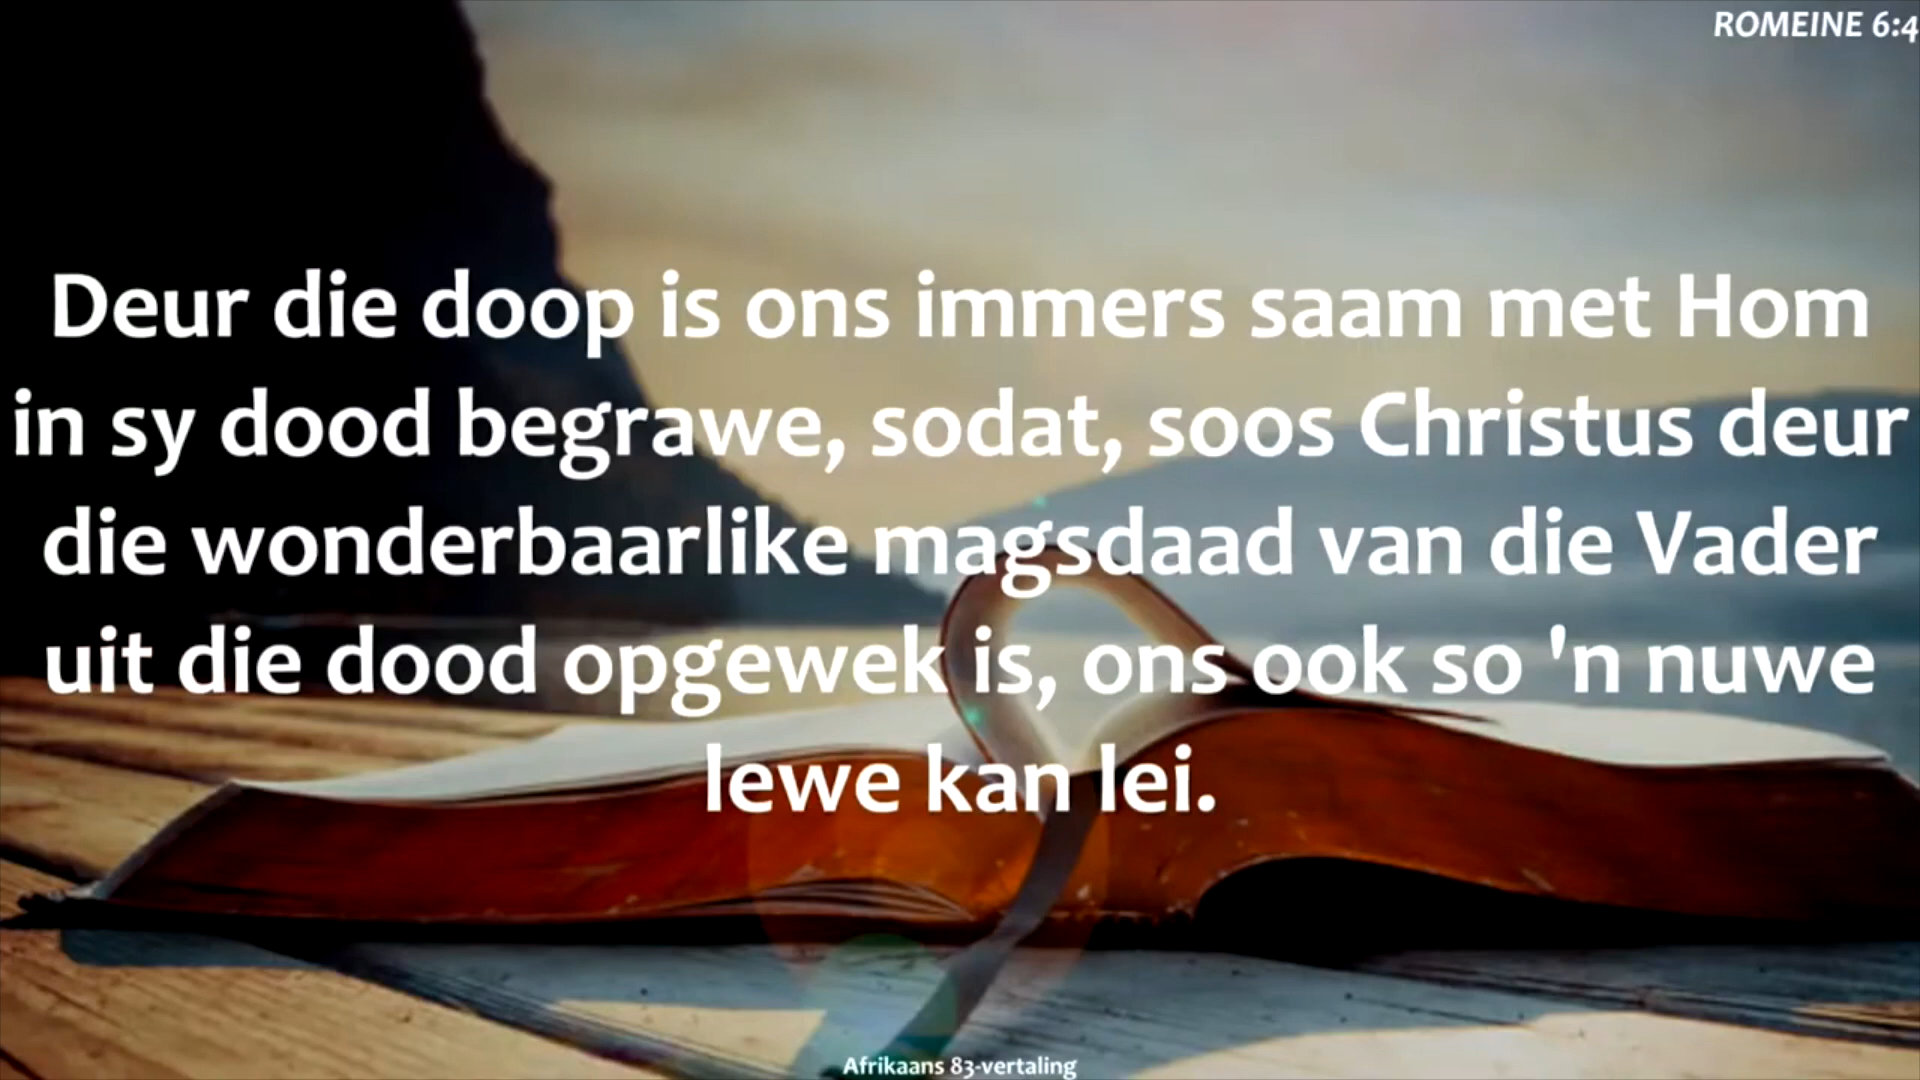 ROMEINE 6:4
Deur die doop is ons immers saam met Hom
in sy dood begrawe, sodat, soos Christus deur
die wonderbaarlike magsdaad van die Vader
uit die dood opgewek is, ons ook so 'n nuwe
lewe kan lei.
Afrikaans 83-vertaling